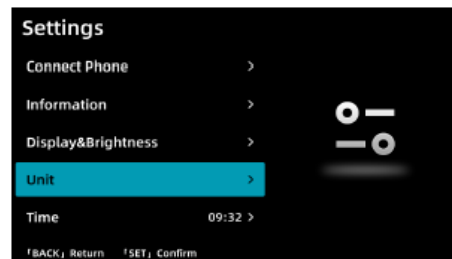 Settings
Connect Phone >
Information >
Display&Brightness >
Unit >
Time 09:32 >
「BACK」 Return 「SET」 Confirm